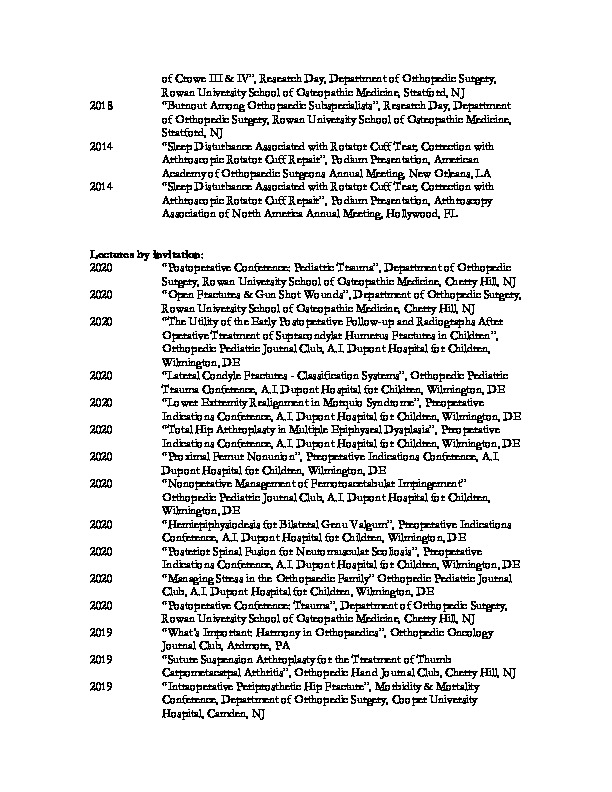 of Crowe III & IV”, Research Day, Department of Orthopedic Surgery,
Rowan University School of Osteopathic Medicine, Stratford, NJ
2018 “Burnout Among Orthopaedic Subspecialists”, Research Day, Department
of Orthopedic Surgery, Rowan University School of Osteopathic Medicine,
Stratford, NJ
2014 “Sleep Disturbance Associated with Rotator Cuff Tear, Correction with
Arthroscopic Rotator Cuff Repair”, Podium Presentation, American
Academy of Orthopaedic Surgeons Annual Meeting, New Orleans, LA
2014 “Sleep Disturbance Associated with Rotator Cuff Tear, Correction with
Arthroscopic Rotator Cuff Repair”, Podium Presentation, Arthroscopy
Association of North America Annual Meeting, Hollywood, FL
Lectures by Invitation:
2020 “Postoperative Conference: Pediatric Trauma”, Department of Orthopedic
Surgery, Rowan University School of Osteopathic Medicine, Cherry Hill, NJ
2020 “Open Fractures & Gun Shot Wounds”, Department of Orthopedic Surgery,
Rowan University School of Osteopathic Medicine, Cherry Hill, NJ
2020 “The Utility of the Early Postoperative Follow-up and Radiographs After
Operative Treatment of Supracondylar Humerus Fractures in Children”,
Orthopedic Pediatric Journal Club, A.I. Dupont Hospital for Children,
Wilmington, DE
2020 “Lateral Condyle Fractures - Classification Systems”, Orthopedic Pediatric
Trauma Conference, A.I. Dupont Hospital for Children, Wilmington, DE
2020 “Lower Extremity Realignment in Morquio Syndrome”, Preoperative
Indications Conference, A.I. Dupont Hospital for Children, Wilmington, DE
2020 “Total Hip Arthroplasty in Multiple Epiphyseal Dysplasia”, Preoperative
Indications Conference, A.I. Dupont Hospital for Children, Wilmington, DE
2020 “Proximal Femur Nonunion”, Preoperative Indications Conference, A.I.
Dupont Hospital for Children, Wilmington, DE
2020 “Nonoperative Management of Femoroacetabular Impingement”
Orthopedic Pediatric Journal Club, A.I. Dupont Hospital for Children,
Wilmington, DE
2020 “Hemiepiphysiodesis for Bilateral Genu Valgum”, Preoperative Indications
Conference, A.I. Dupont Hospital for Children, Wilmington, DE
2020 “Posterior Spinal Fusion for Neuromuscular Scoliosis”, Preoperative
Indications Conference, A.I. Dupont Hospital for Children, Wilmington, DE
2020 “Managing Stress in the Orthopaedic Family” Orthopedic Pediatric Journal
Club, A.I. Dupont Hospital for Children, Wilmington, DE
2020 “Postoperative Conference: Trauma”, Department of Orthopedic Surgery,
Rowan University School of Osteopathic Medicine, Cherry Hill, NJ
2019 “What’s Important: Harmony in Orthopaedics”, Orthopedic Oncology
Journal Club, Ardmore, PA
2019 “Suture Suspension Arthroplasty for the Treatment of Thumb
Carpometacarpal Arthritis”, Orthopedic Hand Journal Club, Cherry Hill, NJ
2019 “Intraoperative Periprosthetic Hip Fracture”, Morbidity & Mortality
Conference, Department of Orthopedic Surgery, Cooper University
Hospital, Camden, NJ